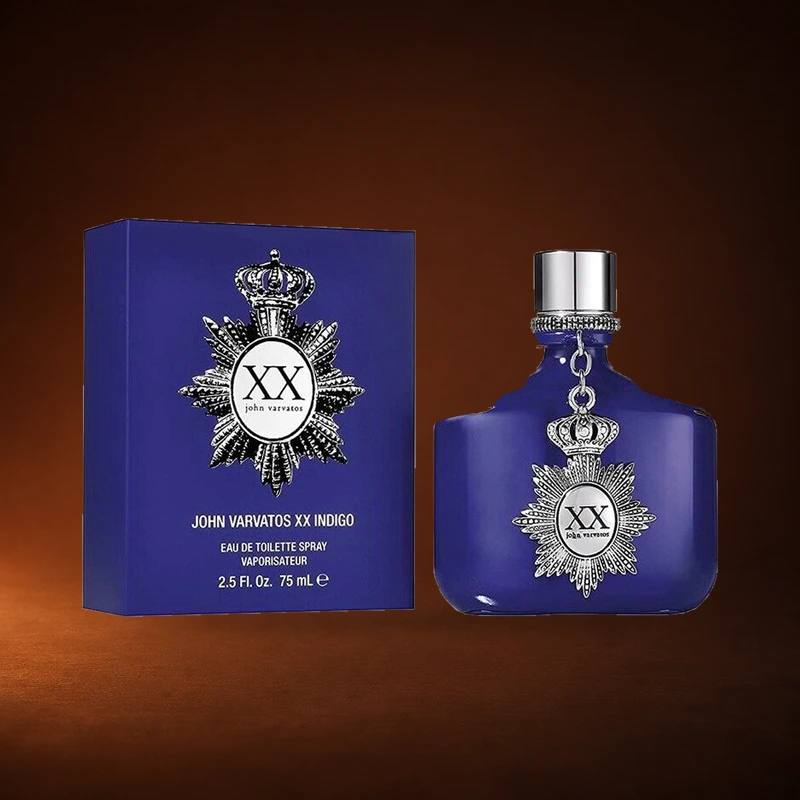 XX
john varvatos
JOHN VARVATOS XX INDIGO
EAU DE TOILETTE SPRAY
VAPORISATEUR
2.5 Fl. Oz. 75 mL ℮
XX
john varvatos